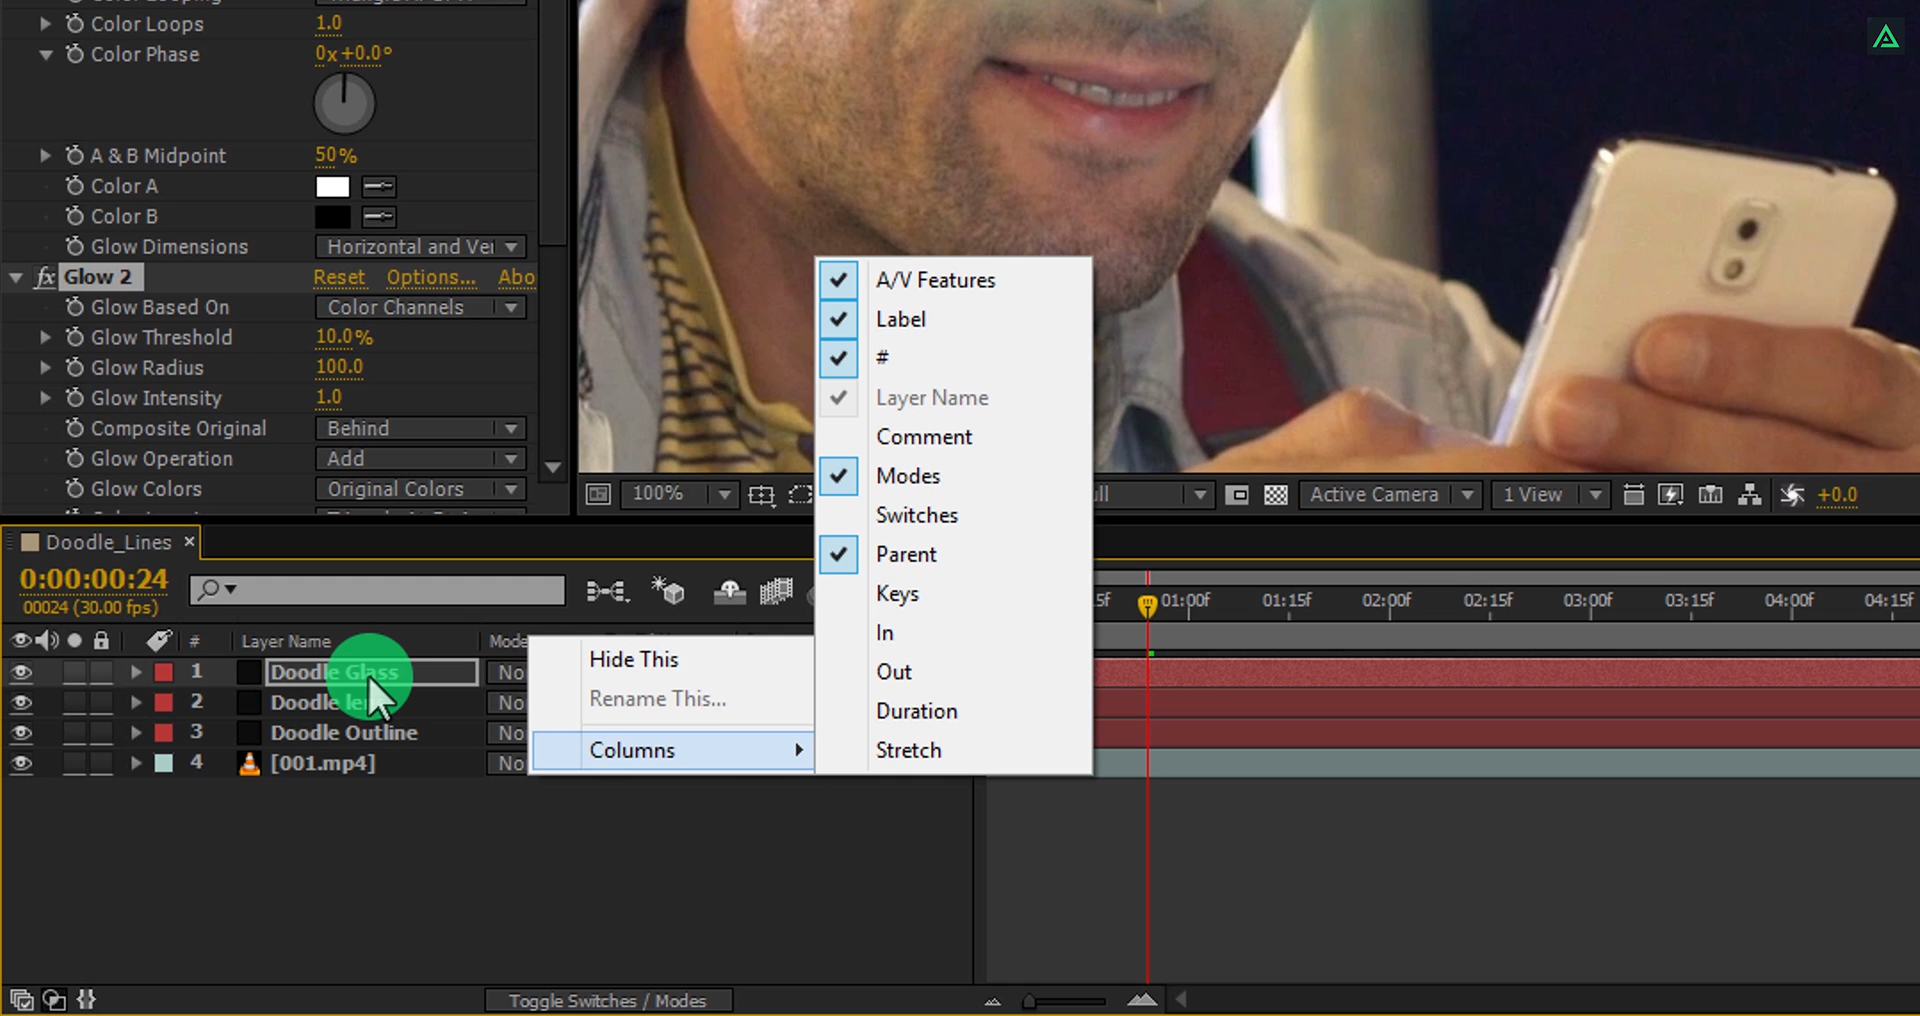 Color Loops 1.0
Color Phase 0x+0.0°
A & B Midpoint 50%
Color A
Color B
Glow Dimensions Horizontal and Ver
fx Glow 2 Reset Options... Abo
Glow Based On Color Channels
Glow Threshold 10.0%
Glow Radius 100.0
Glow Intensity 1.0
Composite Original Behind
Glow Operation Add
Glow Colors Original Colors
100%
Active Camera
1 View
+0.0
A/V Features
Label
#
Layer Name
Comment
Modes
Switches
Parent
Keys
In
Out
Duration
Stretch
Doodle_Lines ×
0:00:00:24
00024 (30.00 fps)
5f 01:00f 01:15f 02:00f 02:15f 03:00f 03:15f 04:00f 04:15f
# Layer Name Mode
1 Doodle Glass No
2 Doodle No
3 Doodle Outline No
4 [001.mp4] No
Hide This
Rename This...
Columns
Toggle Switches / Modes